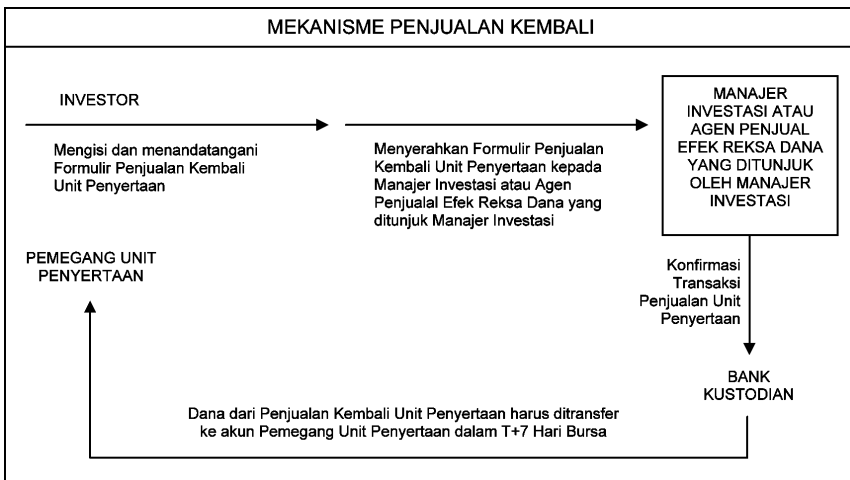 MEKANISME PENJUALAN KEMBALI
INVESTOR
Mengisi dan menandatangani
Formulir Penjualan Kembali
Unit Penyertaan
Menyerahkan Formulir Penjualan
Kembali Unit Penyertaan kepada
Manajer Investasi atau Agen
Penjualal Efek Reksa Dana yang
ditunjuk Manajer Investasi
MANAJER
INVESTASI ATAU
AGEN PENJUAL
EFEK REKSA DANA
YANG DITUNJUK
OLEH MANAJER
INVESTASI
Konfirmasi
Transaksi
Penjualan Unit
Penyertaan
BANK
KUSTODIAN
Dana dari Penjualan Kembali Unit Penyertaan harus ditransfer
ke akun Pemegang Unit Penyertaan dalam T+7 Hari Bursa
PEMEGANG UNIT
PENYERTAAN